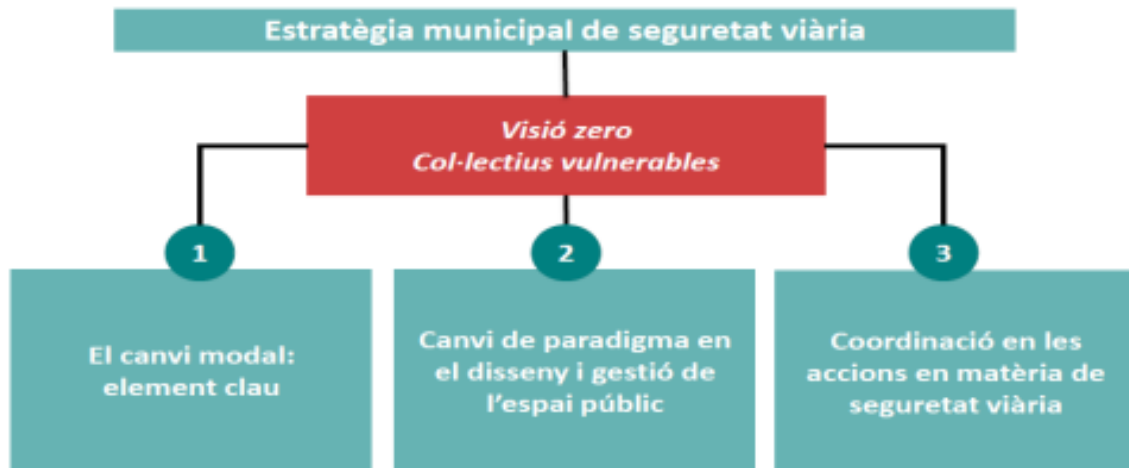 Estratègia municipal de seguretat viària
Visió zero
Col·lectius vulnerables
1
2
3
El canvi modal:
element clau
Canvi de paradigma en
el disseny i gestió de
l'espai públic
Coordinació en les
accions en matèria de
seguretat viària